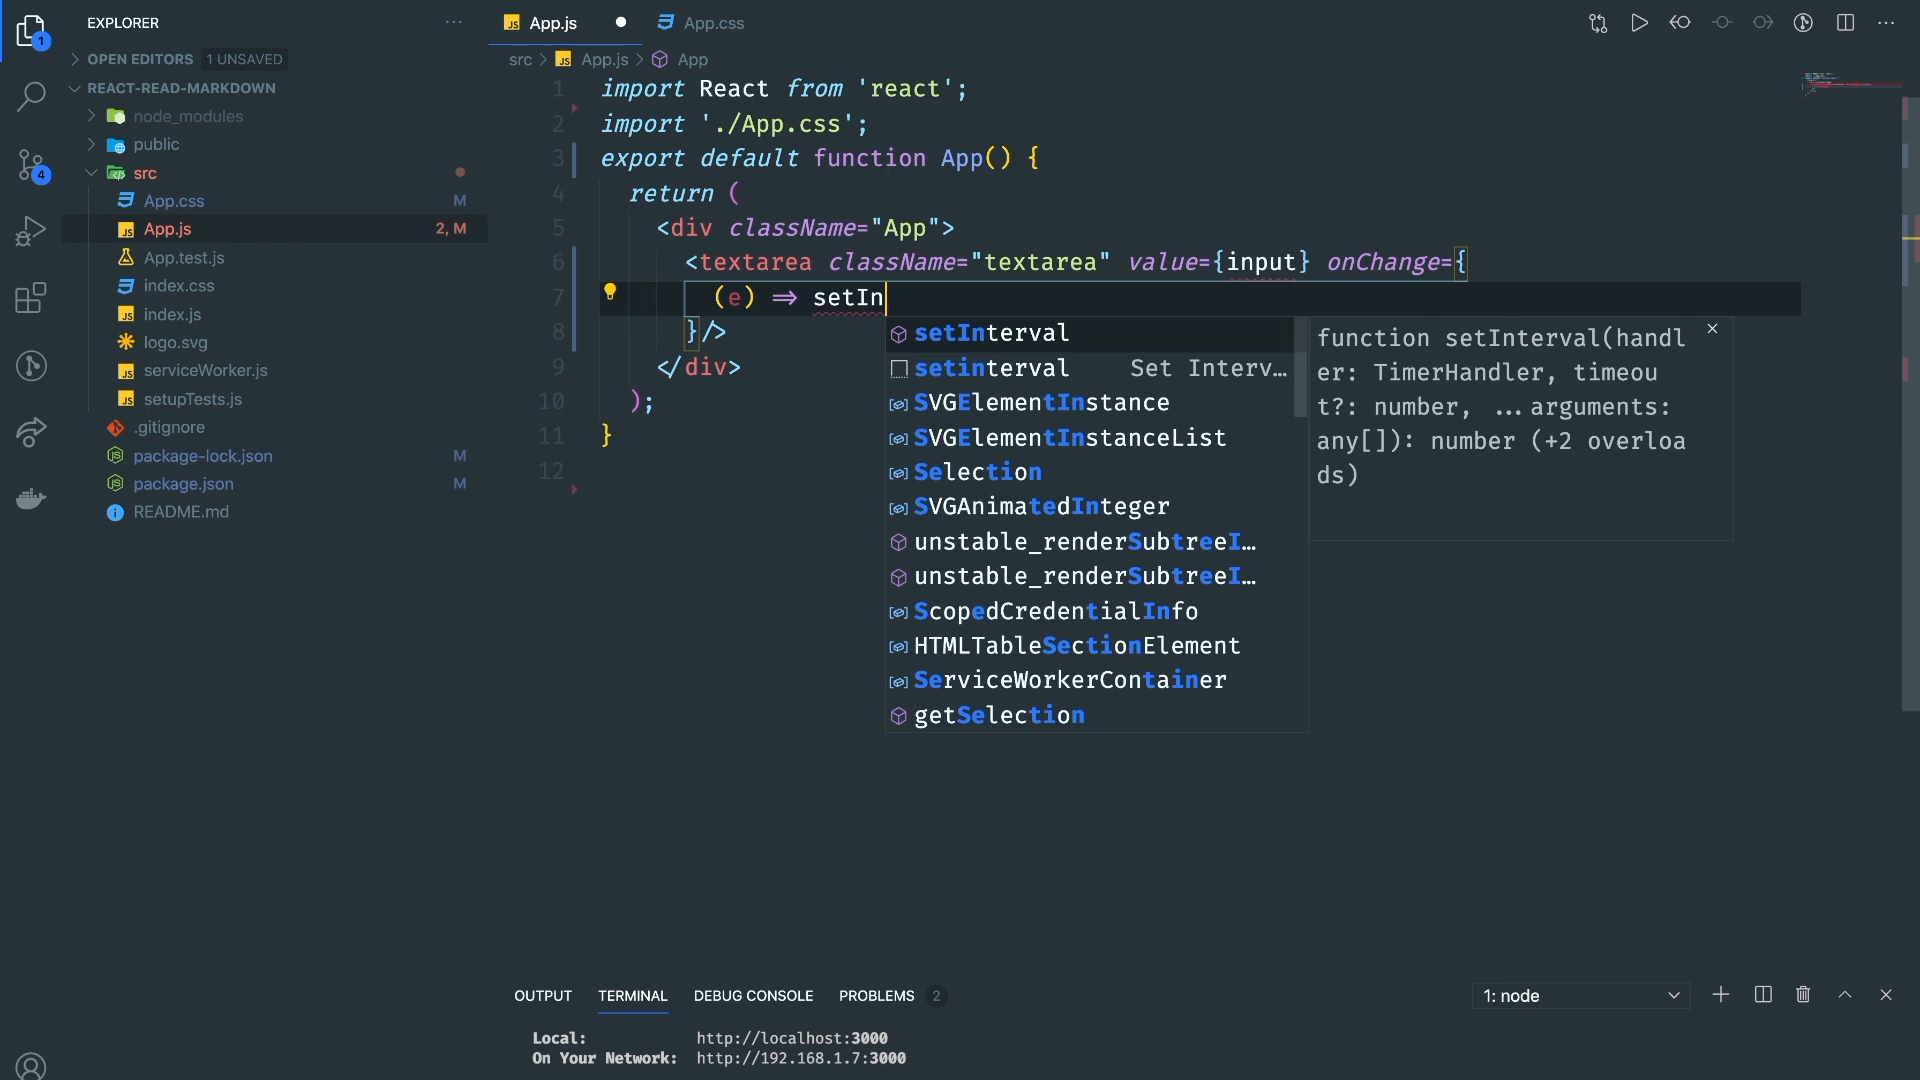 EXPLORER
OPEN EDITORS 1 UNSAVED
REACT-READ-MARKDOWN
node_modules
public
src
App.css M
App.js 2, M
App.test.js
index.css
index.js
logo.svg
serviceWorker.js
setupTests.js
.gitignore
package-lock.json M
package.json M
README.md
1
4
App.js
App.css
src > App.js > App
1 import React from 'react';
2 import './App.css';
3 export default function App() {
4 return (
5 <div className="App">
6 <textarea className="textarea" value={input} onChange={
7 (e) ⇒ setIn
8 }/>
9 </div>
10 );
11 }
12
setInterval
setinterval Set Interv…
SVGElementInstance
SVGElementInstanceList
Selection
SVGAnimatedInteger
unstable_renderSubtreeI…
unstable_renderSubtreeI…
ScopedCredentialInfo
HTMLTableSectionElement
ServiceWorkerContainer
getSelection
function setInterval(handl
er: TimerHandler, timeou
t?: number, ...arguments:
any[]): number (+2 overloa
ds)
OUTPUT TERMINAL DEBUG CONSOLE PROBLEMS 2
1: node
Local: http://localhost:3000
On Your Network: http://192.168.1.7:3000